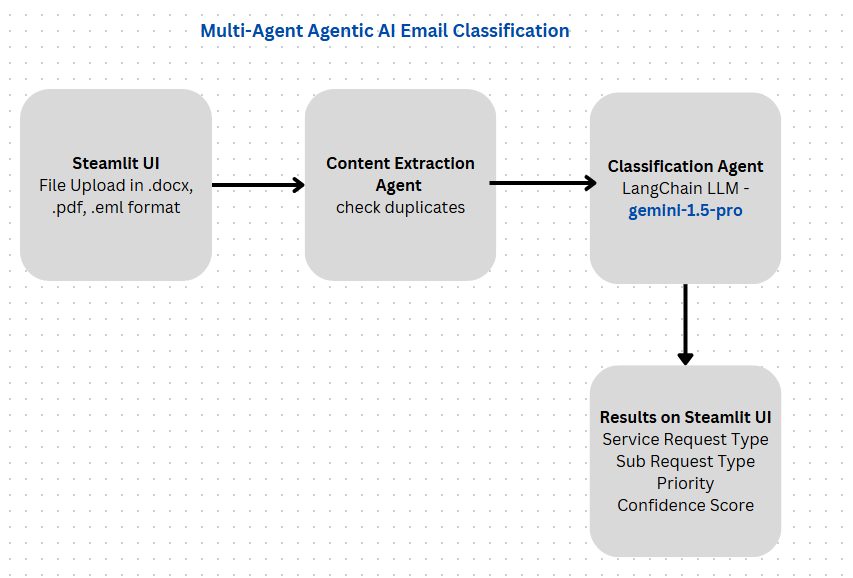 Multi-Agent Agentic AI Email Classification
Steamlit UI
File Upload in .docx,
.pdf, .eml format
Content Extraction
Agent
check duplicates
Classification Agent
LangChain LLM -
gemini-1.5-pro
Results on Steamlit UI
Service Request Type
Sub Request Type
Priority
Confidence Score